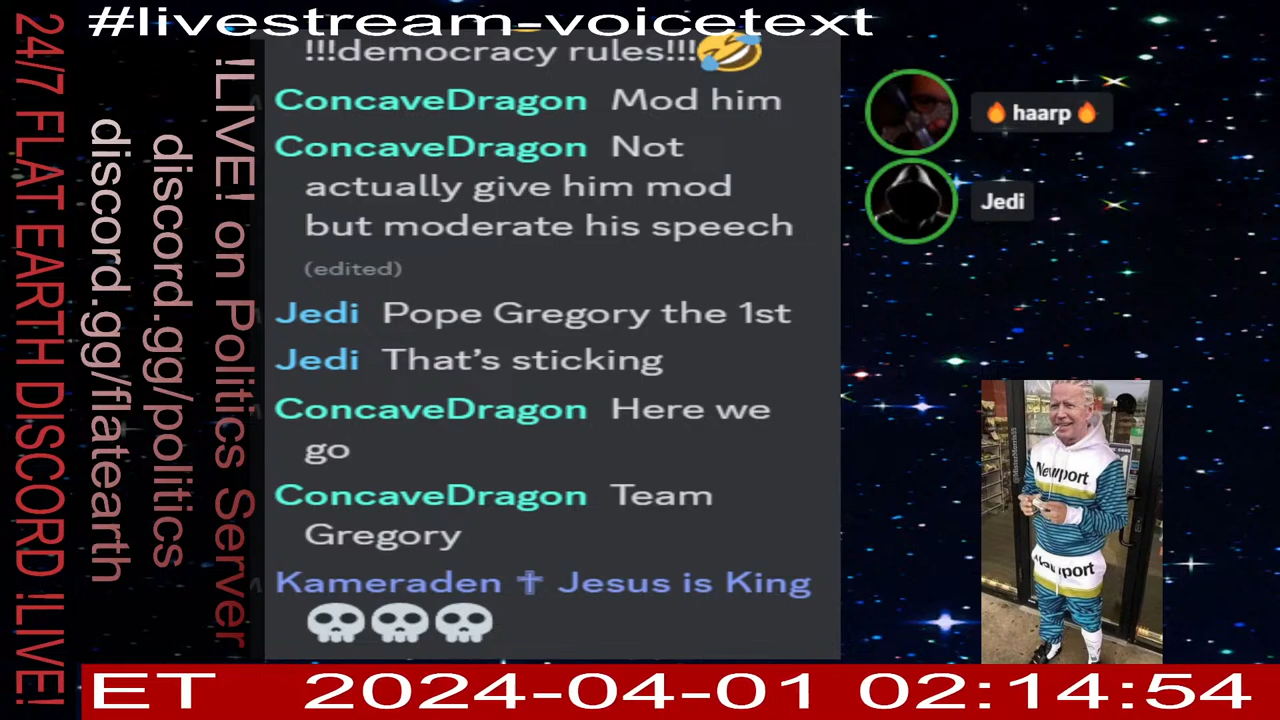 #livestream-voicetext
24/7 FLAT EARTH DISCORD !LIVE!
discord.gg/flatearth
discord.gg/politics
!LIVE! on Politics Server
!!!democracy rules!!!🤣
ConcaveDragon Mod him
ConcaveDragon Not
actually give him mod
but moderate his speech
(edited)
Jedi Pope Gregory the 1st
Jedi That's sticking
ConcaveDragon Here we
go
ConcaveDragon Team
Gregory
Kameraden ✝ Jesus is King
💀💀💀
🔥 haarp 🔥
Jedi
Newport
Newport
ET 2024-04-01 02:14:54